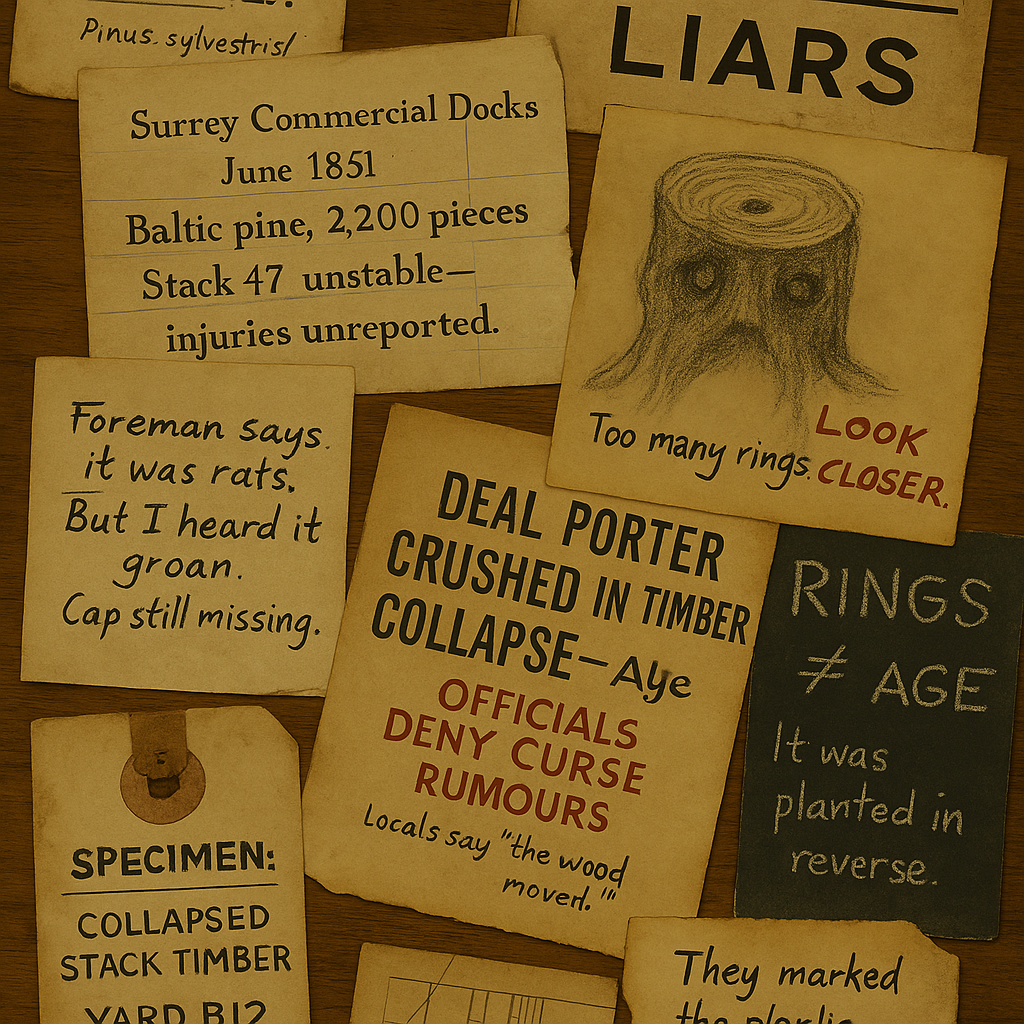 Pinus. sylvestris
LIARS
Surrey Commercial Docks
June 1851
Baltic pine, 2,200 pieces
Stack 47 unstable—
injuries unreported.
Too many rings.
LOOK
CLOSER.
Foreman says.
it was rats.
But I heard it
groan.
Cap still missing.
DEAL PORTER
CRUSHED IN TIMBER
COLLAPSE—Aye
OFFICIALS
DENY CURSE
RUMOURS
Locals say "the wood
moved."'
RINGS
≠ AGE
It was
planted in
reverse.
SPECIMEN:
COLLAPSED
STACK TIMBER
YARD B12
They marked
the